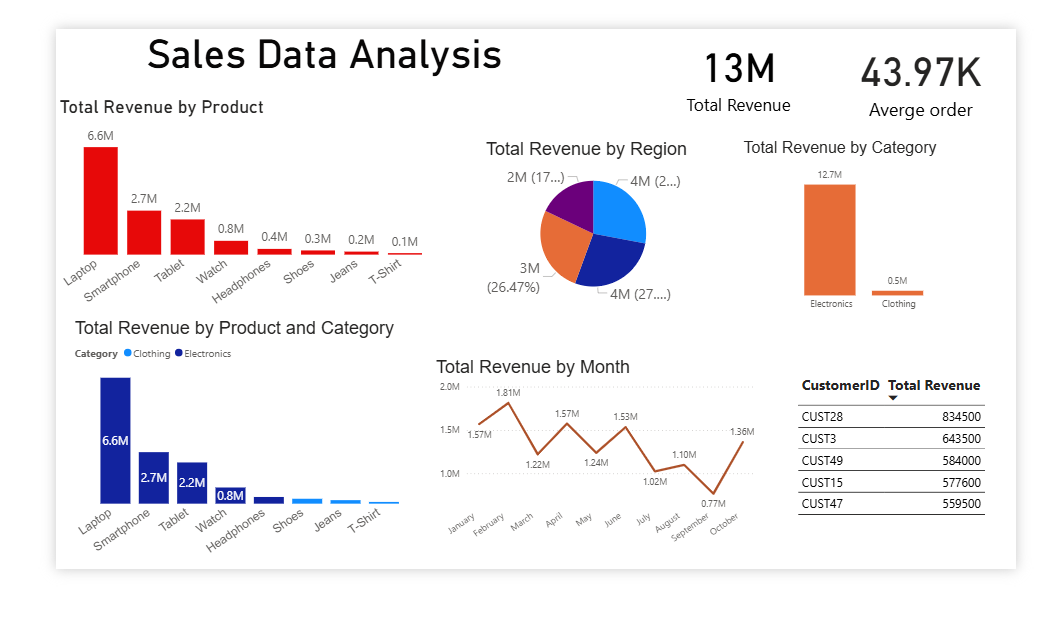 Sales Data Analysis
13M
Total Revenue
43.97K
Averge order
Total Revenue by Product
6.6M
2.7M
2.2M
0.8M
0.4M
0.3M
0.2M
0.1M
Laptop
Smartphone
Tablet
Watch
Headphones
Shoes
Jeans
T-Shirt
Total Revenue by Region
2M (17...)
4M (2...)
3M
(26.47%)
4M (27....)
Total Revenue by Category
12.7M
0.5M
Electronics
Clothing
Total Revenue by Product and Category
Category Clothing Electronics
6.6M
2.7M
2.2M
0.8M
Laptop
Smartphone
Tablet
Watch
Headphones
Shoes
Jeans
T-Shirt
Total Revenue by Month
2.0M
1.5M
1.0M
1.57M
1.81M
1.22M
1.57M
1.24M
1.53M
1.02M
1.10M
0.77M
1.36M
January
February
March
April
May
June
July
August
September
October
CustomerID Total Revenue
CUST28 834500
CUST3 643500
CUST49 584000
CUST15 577600
CUST47 559500